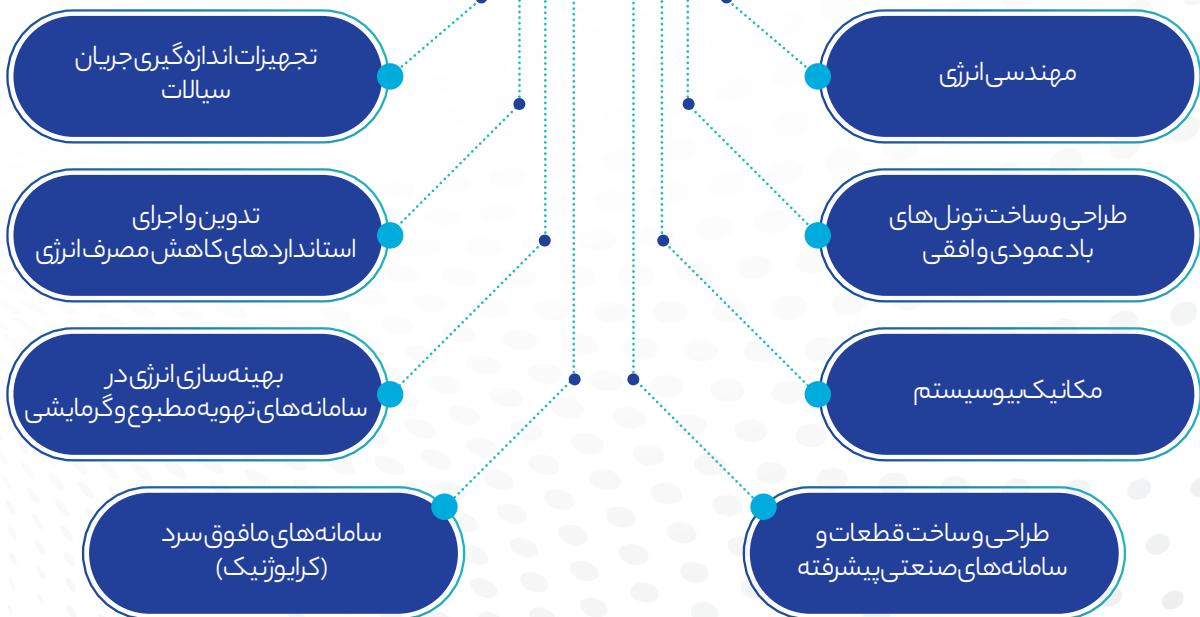 مهندسی انرژی
تجهیزات اندازه‌گیری جریان
سیالات
طراحی و ساخت تونل‌های
باد عمودی و افقی
تدوین و اجرای
استانداردهای کاهش مصرف انرژی
مکانیک بیوسیستم
بهینه‌سازی انرژی در
سامانه‌های تهویه مطبوع و گرمایشی
طراحی و ساخت قطعات و
سامانه‌های صنعتی پیشرفته
سامانه‌های مافوق سرد
(کرایوژنیک)